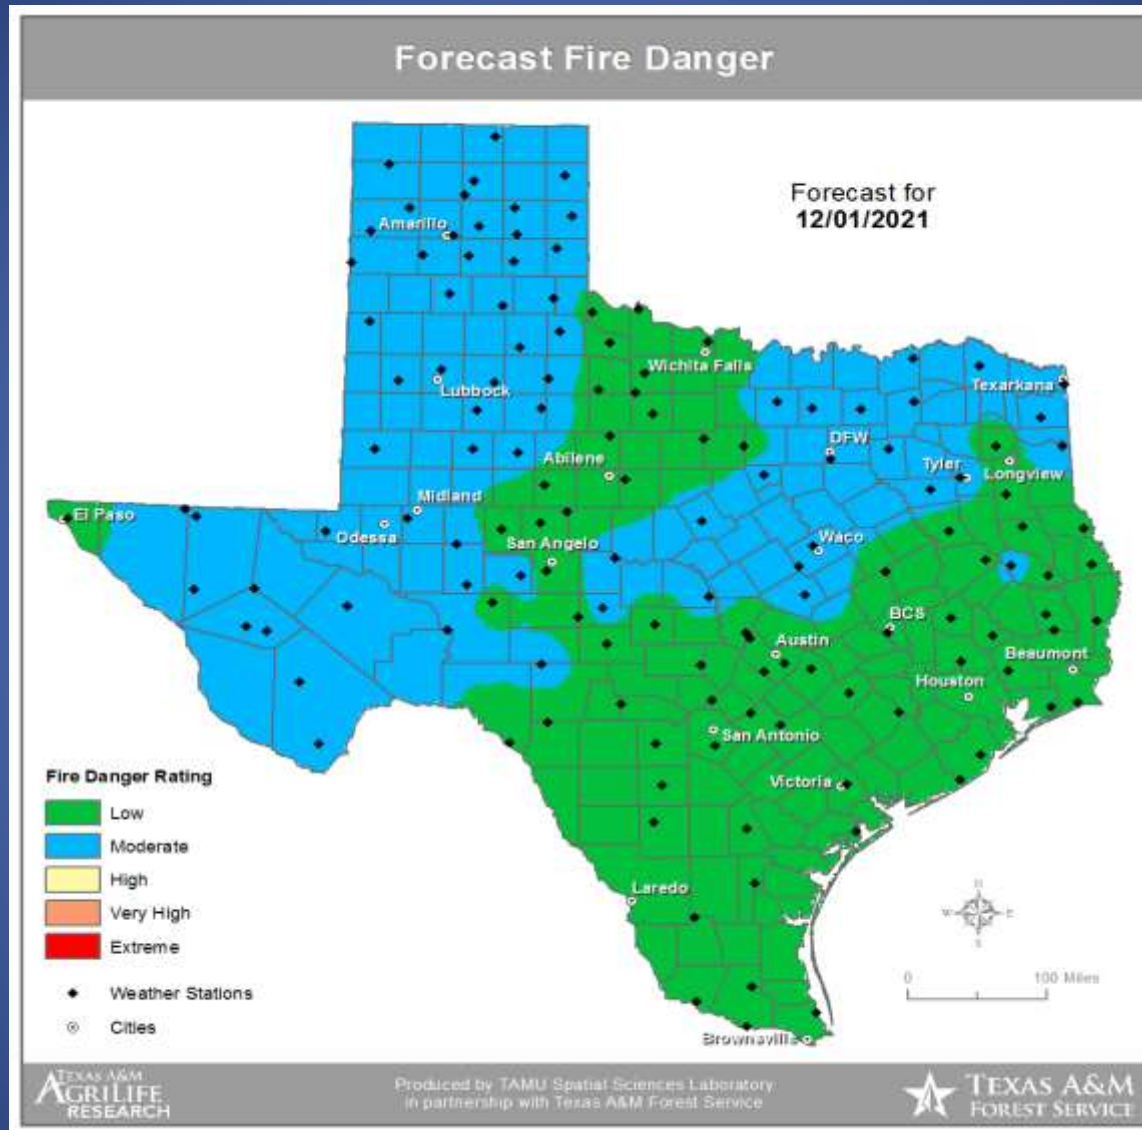 Forecast Fire Danger
Forecast for
12/01/2021
Amarillo
Wichita Falls
Lubbock
Texarkana
DFW
Abilene
Tyler
Longview
Midland
El Paso
Odessa
San Angelo
Waco
BCS
Austin
Beaumont
Houston
San Antonio
Victoria
Laredo
Brownsville
Fire Danger Rating
Low
Moderate
High
Very High
Extreme
Weather Stations
Cities
N
W E
S
0 100 Miles
TEXAS A&M
AGRILIFE
RESEARCH
Produced by TAMU Spatial Sciences Laboratory
in partnership with Texas A&M Forest Service
TEXAS A&M
FOREST SERVICE